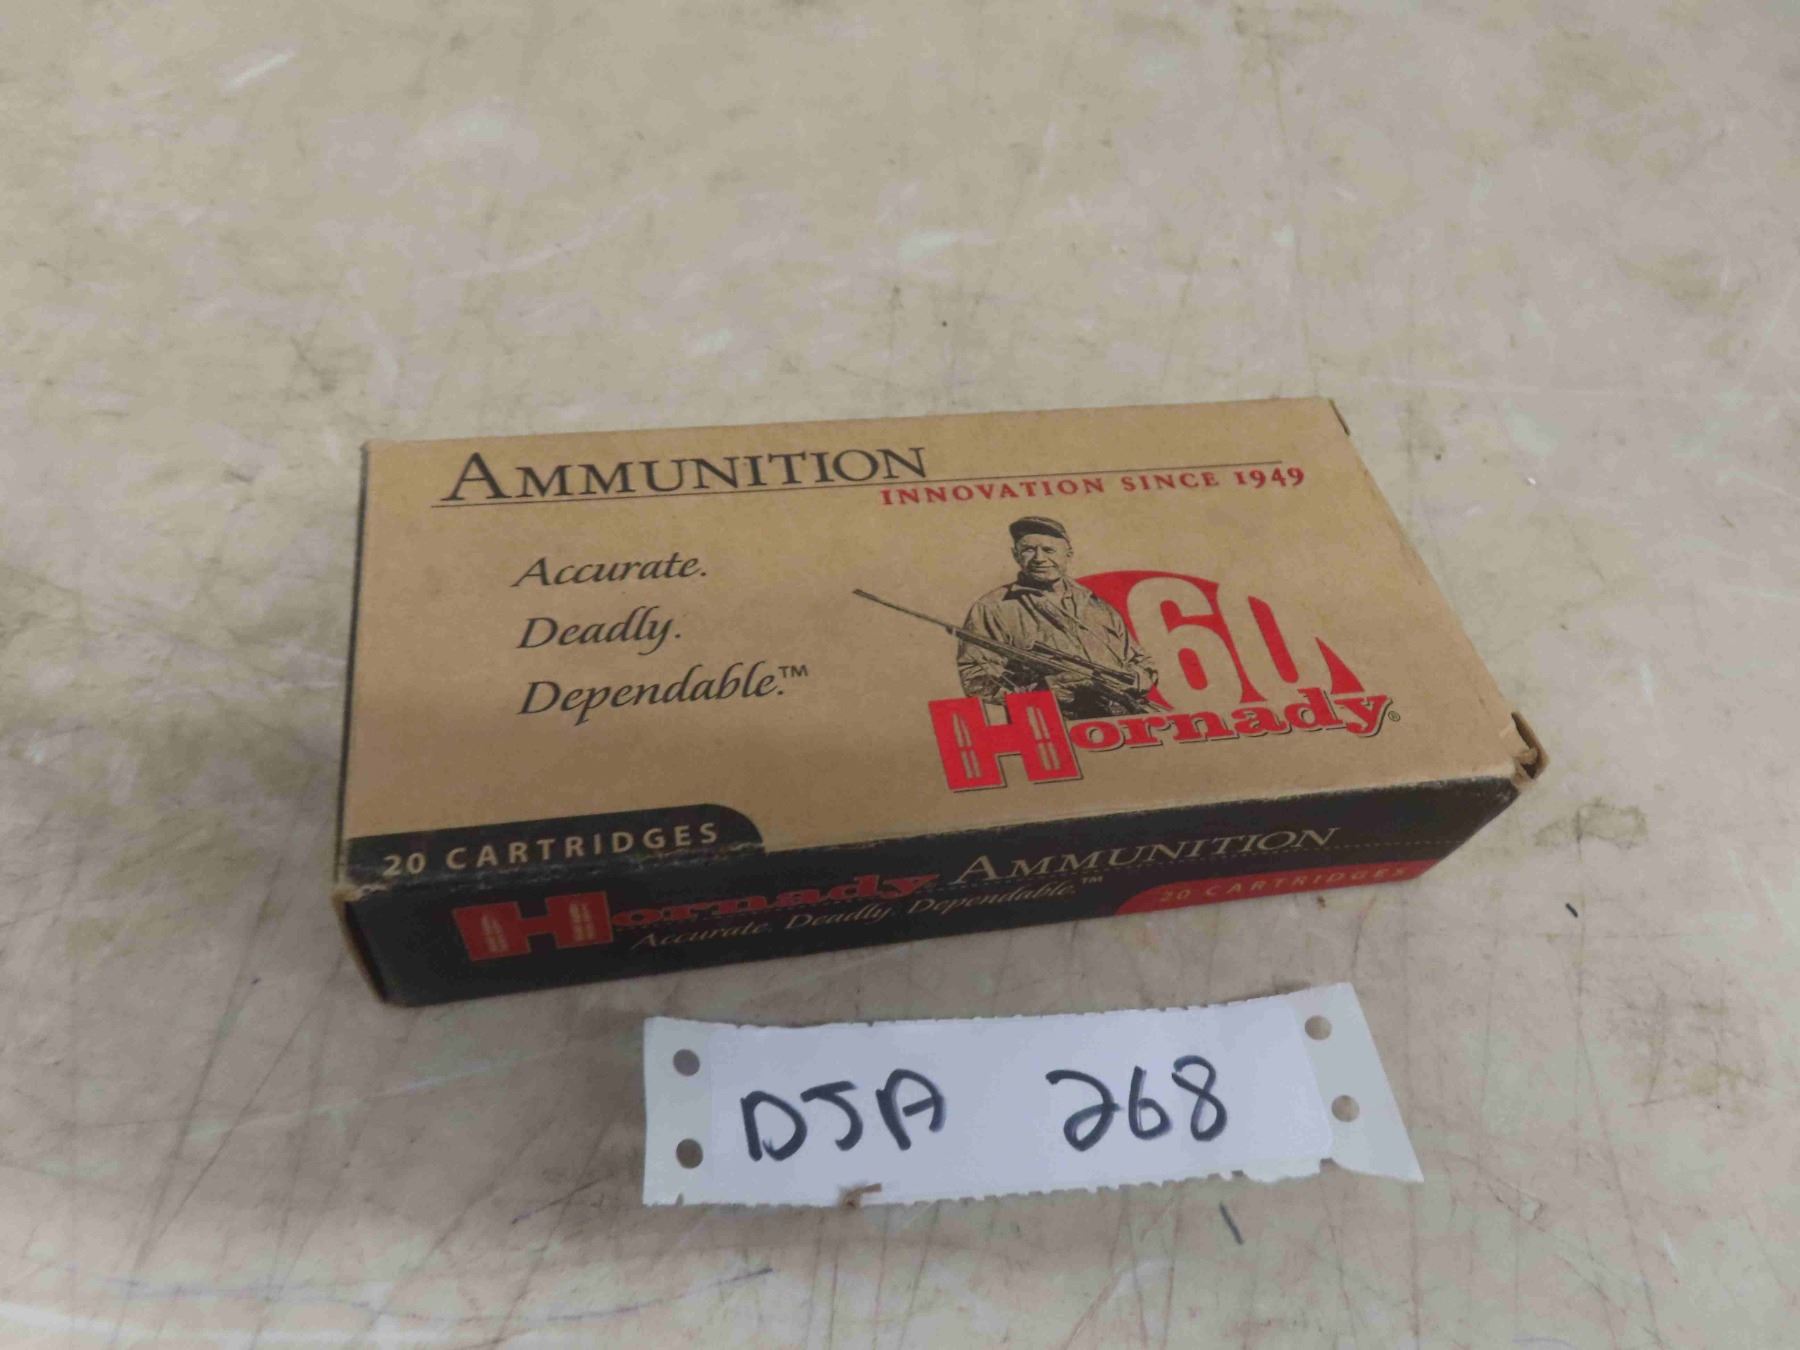 AMMUNITION
INNOVATION SINCE 1949
Accurate.
Deadly.
Dependable.™
60
Hornady®
20 CARTRIDGES
Hornady AMMUNITION
Accurate. Deadly. Dependable.™
20 CARTRIDGES
DJA 268